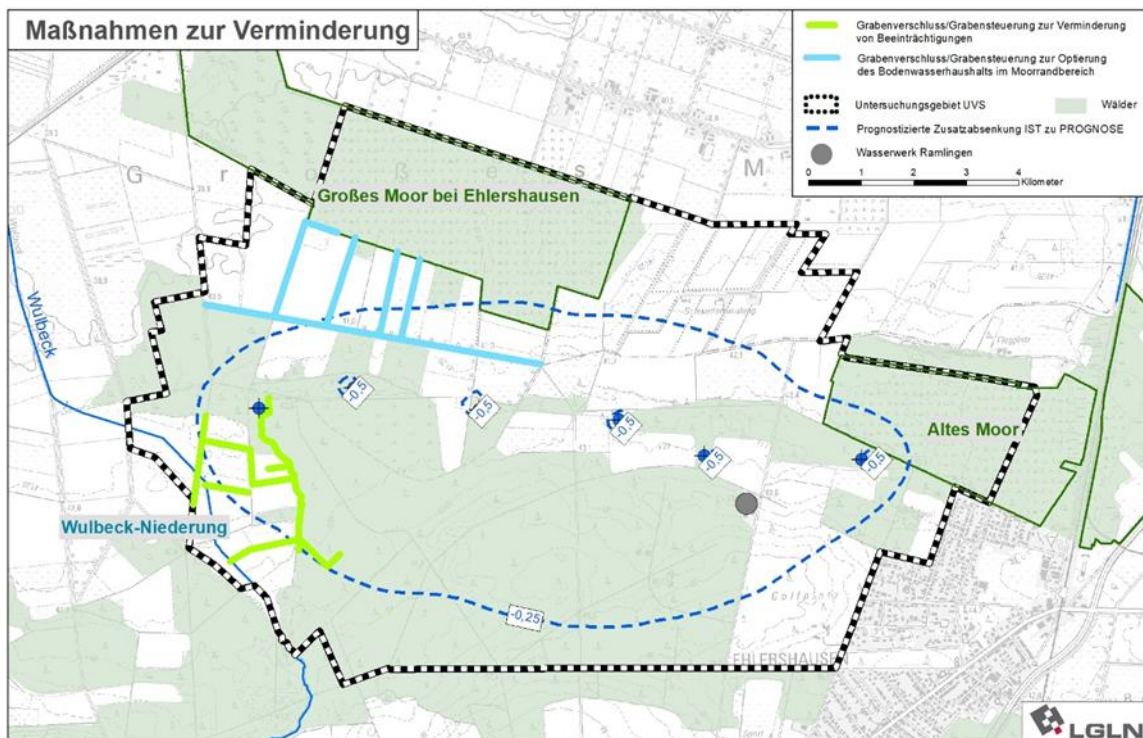 Maßnahmen zur Verminderung
Grabenverschluss/Grabensteuerung zur Verminderung
von Beeinträchtigungen
Grabenverschluss/Grabensteuerung zur Optierung
des Bodenwasserhaushalts im Moorrandbereich
Untersuchungsgebiet UVS
Wälder
Prognostizierte Zusatzabsenkung IST zu PROGNOSE
Wasserwerk Ramlingen
0 1 2 3 4
Kilometer
G r o ß e s M
Großes Moor bei Ehlershausen
Wulbeck
-0,5
-0,5
-0,5
-0,5
-0,5
Altes Moor
Wulbeck-Niederung
-0,25
Golfplatz
EHLERSHAUSEN
LGLN